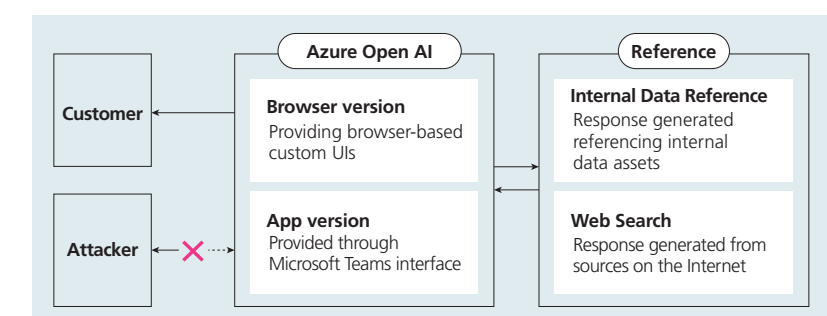 Azure Open AI
Reference
Customer
Browser version
Providing browser-based
custom UIs
Internal Data Reference
Response generated
referencing internal
data assets
Attacker
App version
Provided through
Microsoft Teams interface
Web Search
Response generated from
sources on the Internet